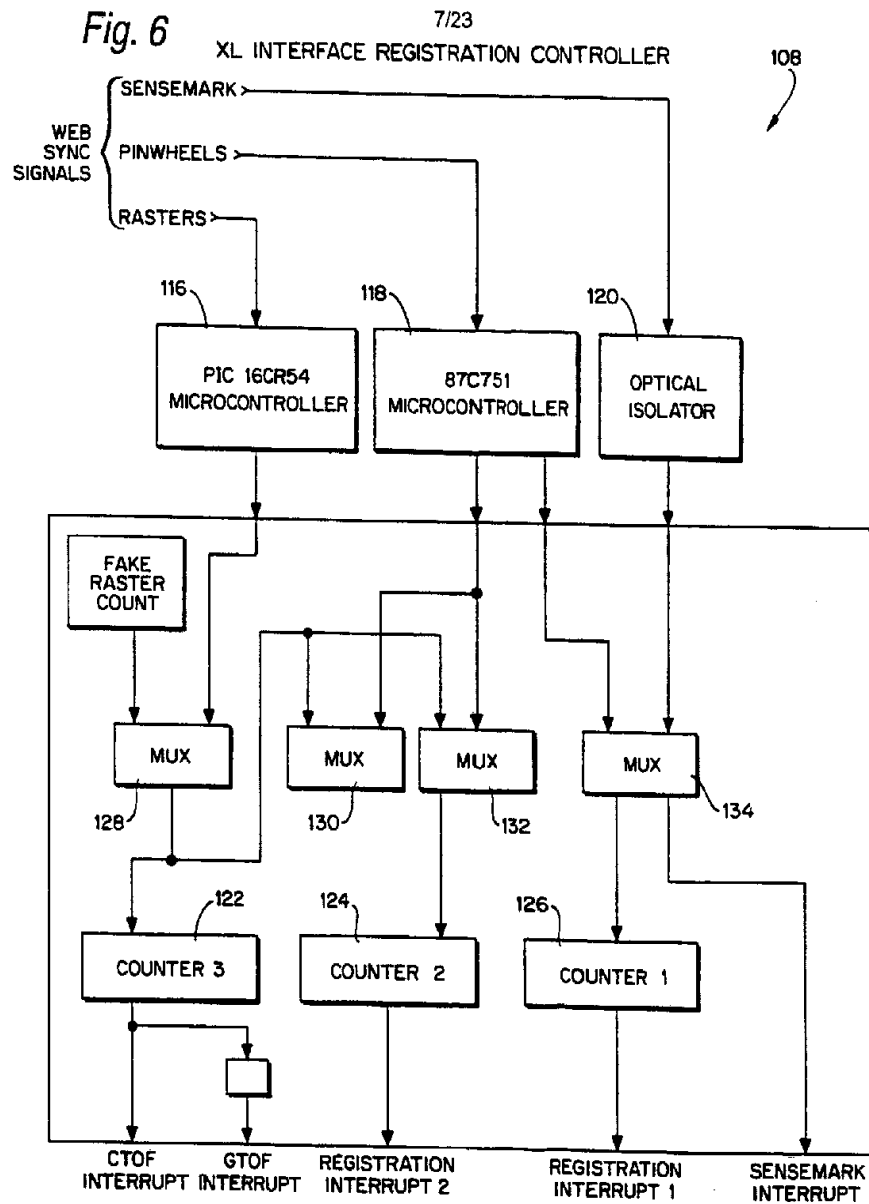 Fig. 6
7/23
XL INTERFACE REGISTRATION CONTROLLER
108
WEB
SYNC
SIGNALS
SENSEMARK
PINWHEELS
RASTERS
116
118
120
PIC 16CR54
MICROCONTROLLER
87C751
MICROCONTROLLER
OPTICAL
ISOLATOR
FAKE
RASTER
COUNT
MUX
MUX
MUX
MUX
128
130
132
134
122
124
126
COUNTER 3
COUNTER 2
COUNTER 1
CTOF
INTERRUPT
GTOF
INTERRUPT
REGISTRATION
INTERRUPT 2
REGISTRATION
INTERRUPT 1
SENSEMARK
INTERRUPT